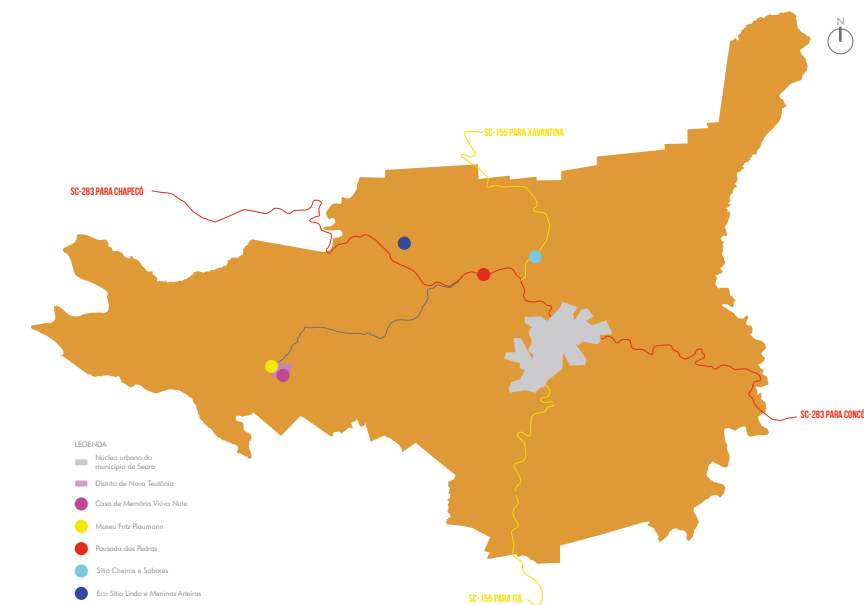 N
SC-155 PARA XAVANTINA
SC-283 PARA CHAPECÓ
SC-283 PARA CONCÓ
SC-155 PARA ITÁ
LEGENDA
Núcleo urbano do
município de Seara
Distrito de Nova Teutônia
Casa de Memória Viúva Nute
Museu Fritz Plaumann
Pousada das Pedras
Sítio Cheiros e Sabores
Eco Sítio Lindo e Meninas Arteiras